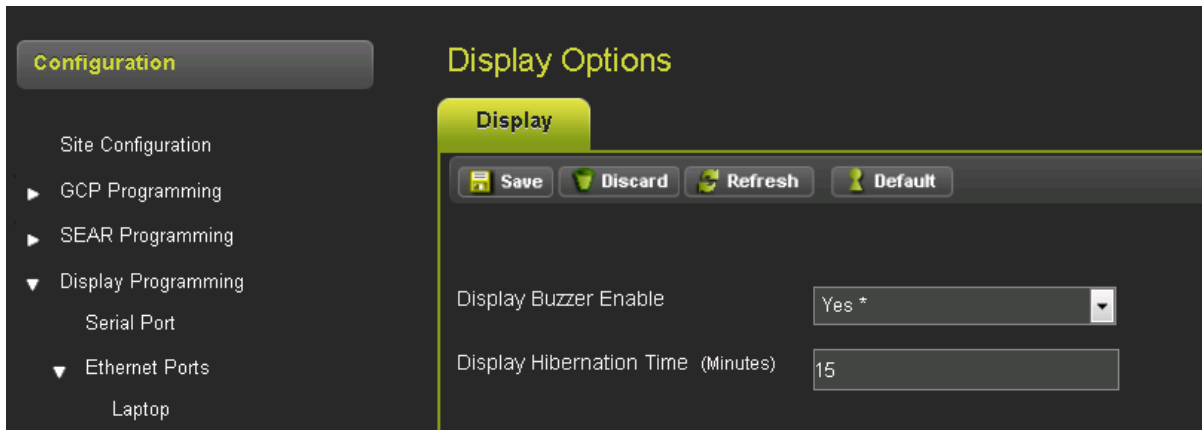 Configuration
Site Configuration
GCP Programming
SEAR Programming
Display Programming
Serial Port
Ethernet Ports
Laptop
Display Options
Display
Save Discard Refresh Default
Display Buzzer Enable Yes *
Display Hibernation Time (Minutes) 15